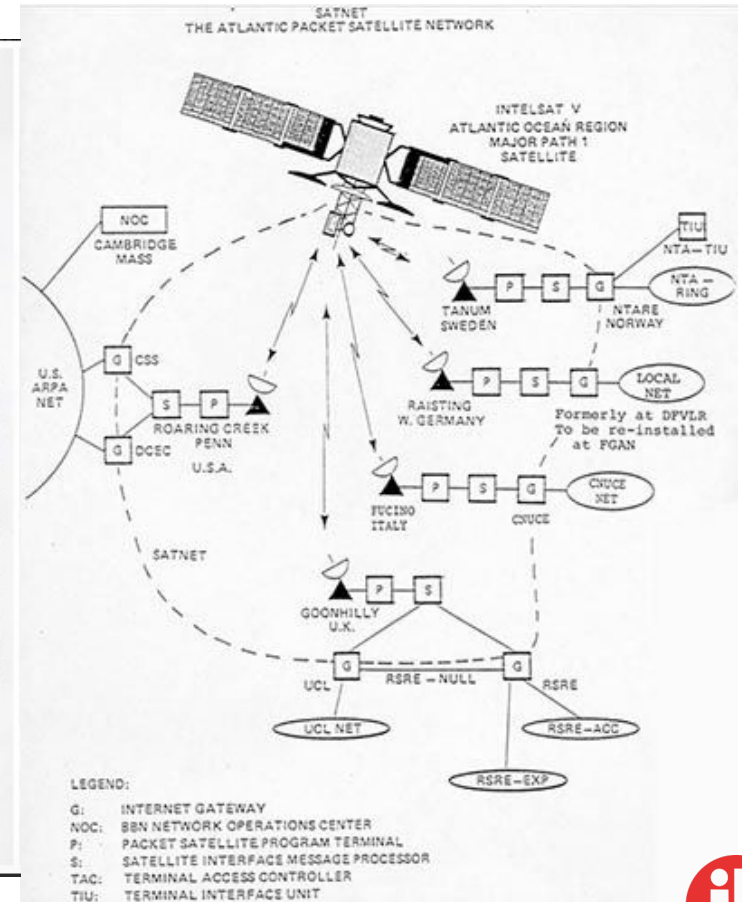 SATNET
THE ATLANTIC PACKET SATELLITE NETWORK
INTELSAT V
ATLANTIC OCEAN REGION
MAJOR PATH 1
SATELLITE
NOC
CAMBRIDGE
MASS
TIU
NTA-TIU
P
S
G
NTA -
RING
TANUM
SWEDEN
NTARE
NORWAY
U.S.
ARPA
NET
G
CSS
S
P
ROARING CREEK
PENN
U.S.A.
G
DCEC
P
S
G
LOCAL
NET
RAISTING
W. GERMANY
Formerly at DFVLR
To be re-installed
at FGAN
P
S
G
CNUCE
NET
FUCINO
ITALY
CNUCE
SATNET
P
S
GOONHILLY
U.K.
G
G
UCL
RSRE - NULL
RSRE
UCL NET
RSRE-ACC
RSRE-EXP
LEGEND:
G: INTERNET GATEWAY
NOC: BBN NETWORK OPERATIONS CENTER
P: PACKET SATELLITE PROGRAM TERMINAL
S: SATELLITE INTERFACE MESSAGE PROCESSOR
TAC: TERMINAL ACCESS CONTROLLER
TIU: TERMINAL INTERFACE UNIT